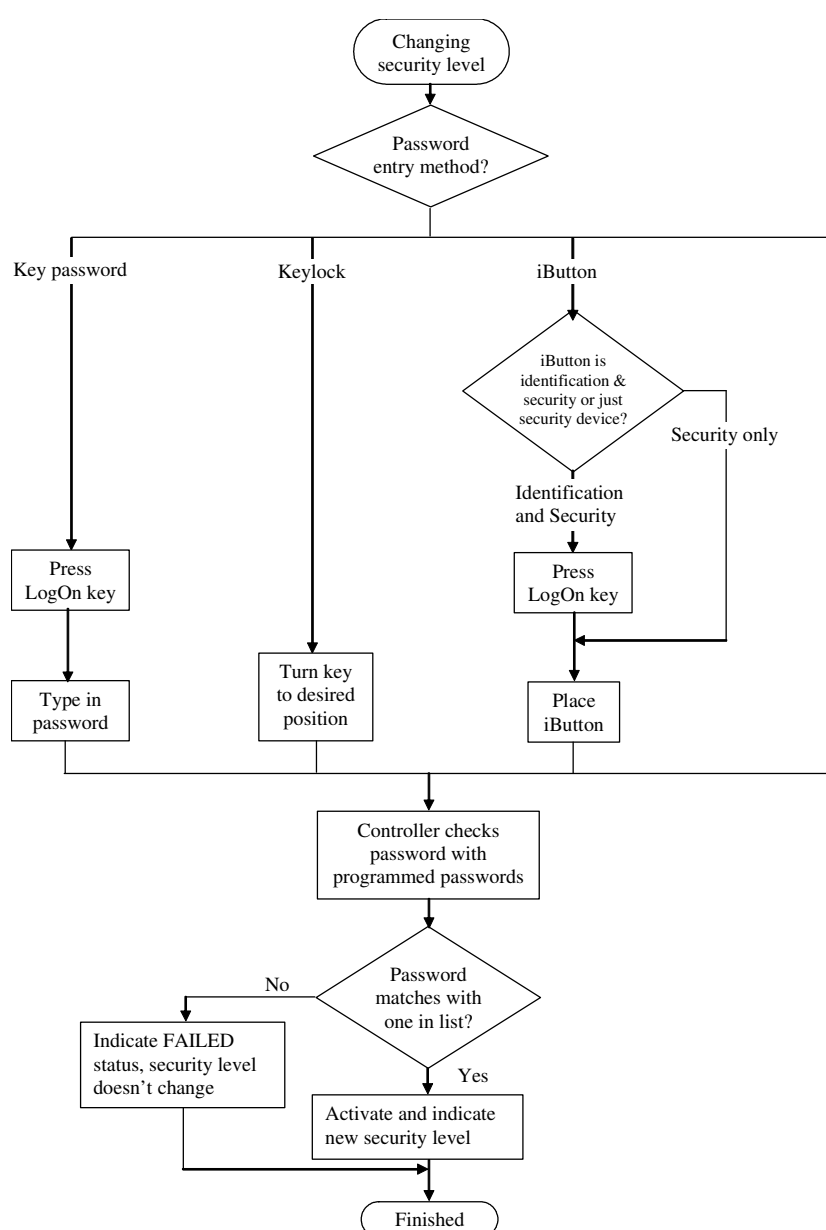 Changing
security level
Password
entry method?
Key password
Keylock
iButton
iButton is
identification &
security or just
security device?
Security only
Identification
and Security
Press
LogOn key
Press
LogOn key
Type in
password
Turn key
to desired
position
Place
iButton
Controller checks
password with
programmed passwords
Password
matches with
one in list?
No
Indicate FAILED
status, security level
doesn't change
Yes
Activate and indicate
new security level
Finished